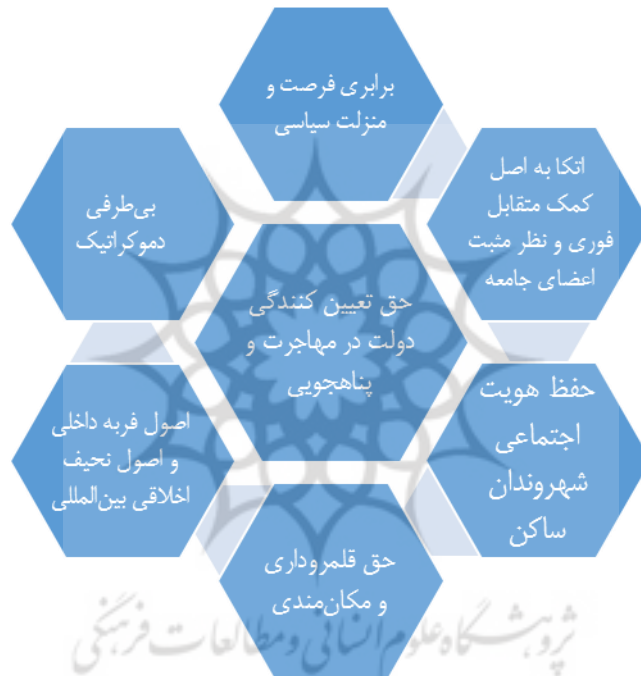 برابری فرصت و
منزلت سیاسی
اتکا به اصل
کمک متقابل
فوری و نظر مثبت
اعضای جامعه
بی‌طرفی
دموکراتیک
حق تعیین کنندگی
دولت در مهاجرت و
پناهجویی
حفظ هویت
اجتماعی
شهروندان
ساکن
اصول فربه داخلی
و اصول نحیف
اخلاقی بین‌المللی
حق قلمروداری
و مکان‌مندی
پژوهشگاه علوم انسانی و مطالعات فرهنگی